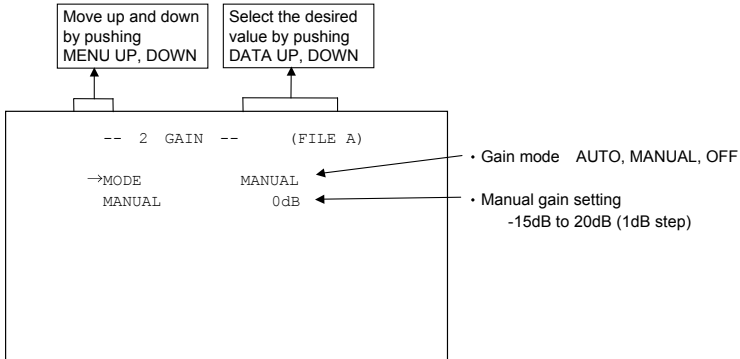 Move up and down
by pushing
MENU UP, DOWN
Select the desired
value by pushing
DATA UP, DOWN
-- 2 GAIN -- (FILE A)
→MODE MANUAL
MANUAL 0dB
・Gain mode AUTO, MANUAL, OFF
・Manual gain setting
-15dB to 20dB (1dB step)